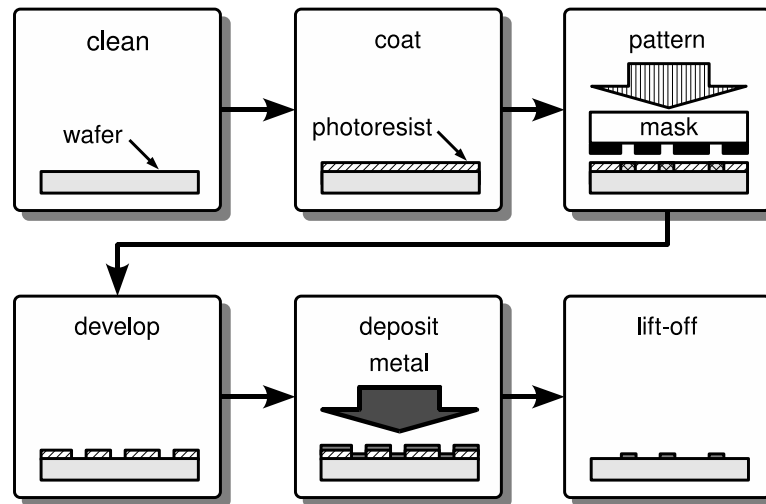 clean
wafer
coat
photoresist
pattern
mask
develop
deposit
metal
lift-off